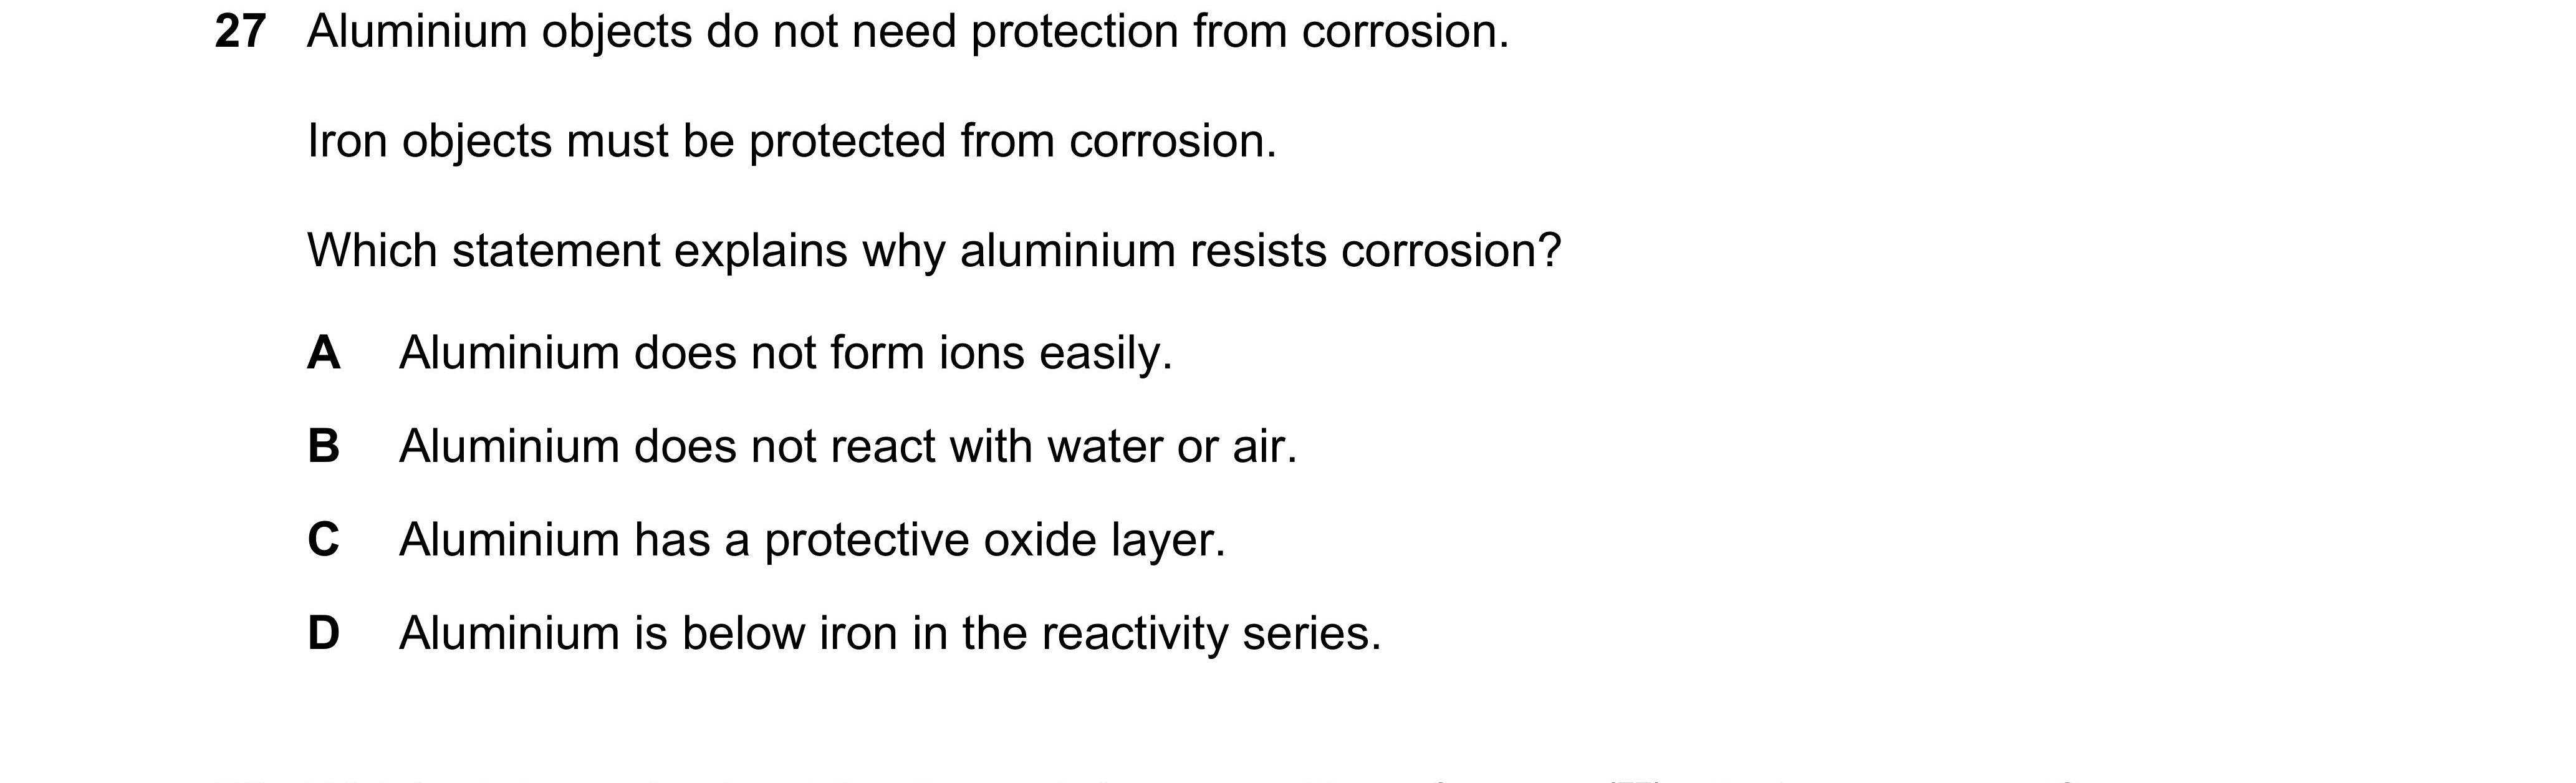 27 Aluminium objects do not need protection from corrosion.
Iron objects must be protected from corrosion.
Which statement explains why aluminium resists corrosion?
A Aluminium does not form ions easily.
B Aluminium does not react with water or air.
C Aluminium has a protective oxide layer.
D Aluminium is below iron in the reactivity series.